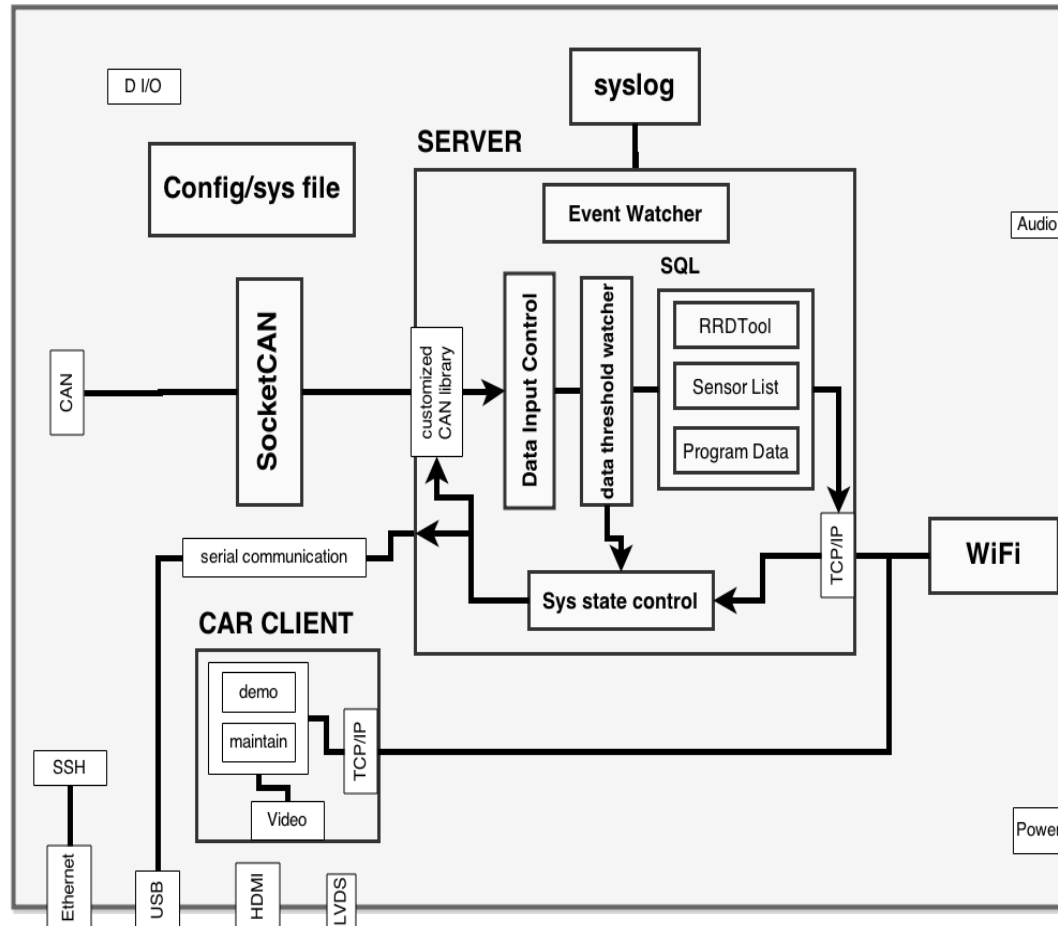 D I/O
syslog
SERVER
Config/sys file
Event Watcher
Audio
SQL
RRDTool
Sensor List
Program Data
CAN
SocketCAN
customized
CAN library
Data Input Control
data threshold watcher
TCP/IP
WiFi
serial communication
Sys state control
CAR CLIENT
demo
maintain
TCP/IP
Video
SSH
Power
Ethernet
USB
HDMI
LVDS